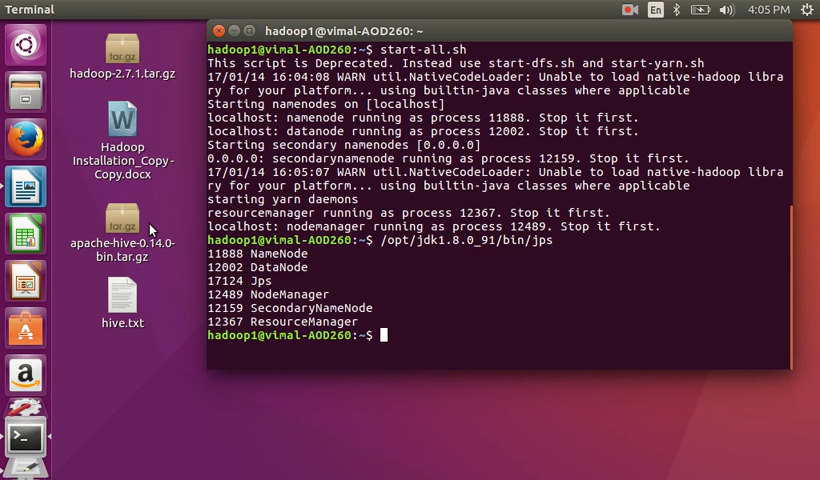 Terminal
En
4:05 PM
tar.gz
hadoop-2.7.1.tar.gz
W
Hadoop
Installation_Copy-
Copy.docx
tar.gz
apache-hive-0.14.0-
bin.tar.gz
hive.txt
hadoop1@vimal-AOD260: ~
hadoop1@vimal-AOD260:~$ start-all.sh
This script is Deprecated. Instead use start-dfs.sh and start-yarn.sh
17/01/14 16:04:08 WARN util.NativeCodeLoader: Unable to load native-hadoop libra
ry for your platform... using builtin-java classes where applicable
Starting namenodes on [localhost]
localhost: namenode running as process 11888. Stop it first.
localhost: datanode running as process 12002. Stop it first.
Starting secondary namenodes [0.0.0.0]
0.0.0.0: secondarynamenode running as process 12159. Stop it first.
17/01/14 16:05:07 WARN util.NativeCodeLoader: Unable to load native-hadoop libra
ry for your platform... using builtin-java classes where applicable
starting yarn daemons
resourcemanager running as process 12367. Stop it first.
localhost: nodemanager running as process 12489. Stop it first.
hadoop1@vimal-AOD260:~$ /opt/jdk1.8.0_91/bin/jps
11888 NameNode
12002 DataNode
17124 Jps
12489 NodeManager
12159 SecondaryNameNode
12367 ResourceManager
hadoop1@vimal-AOD260:~$